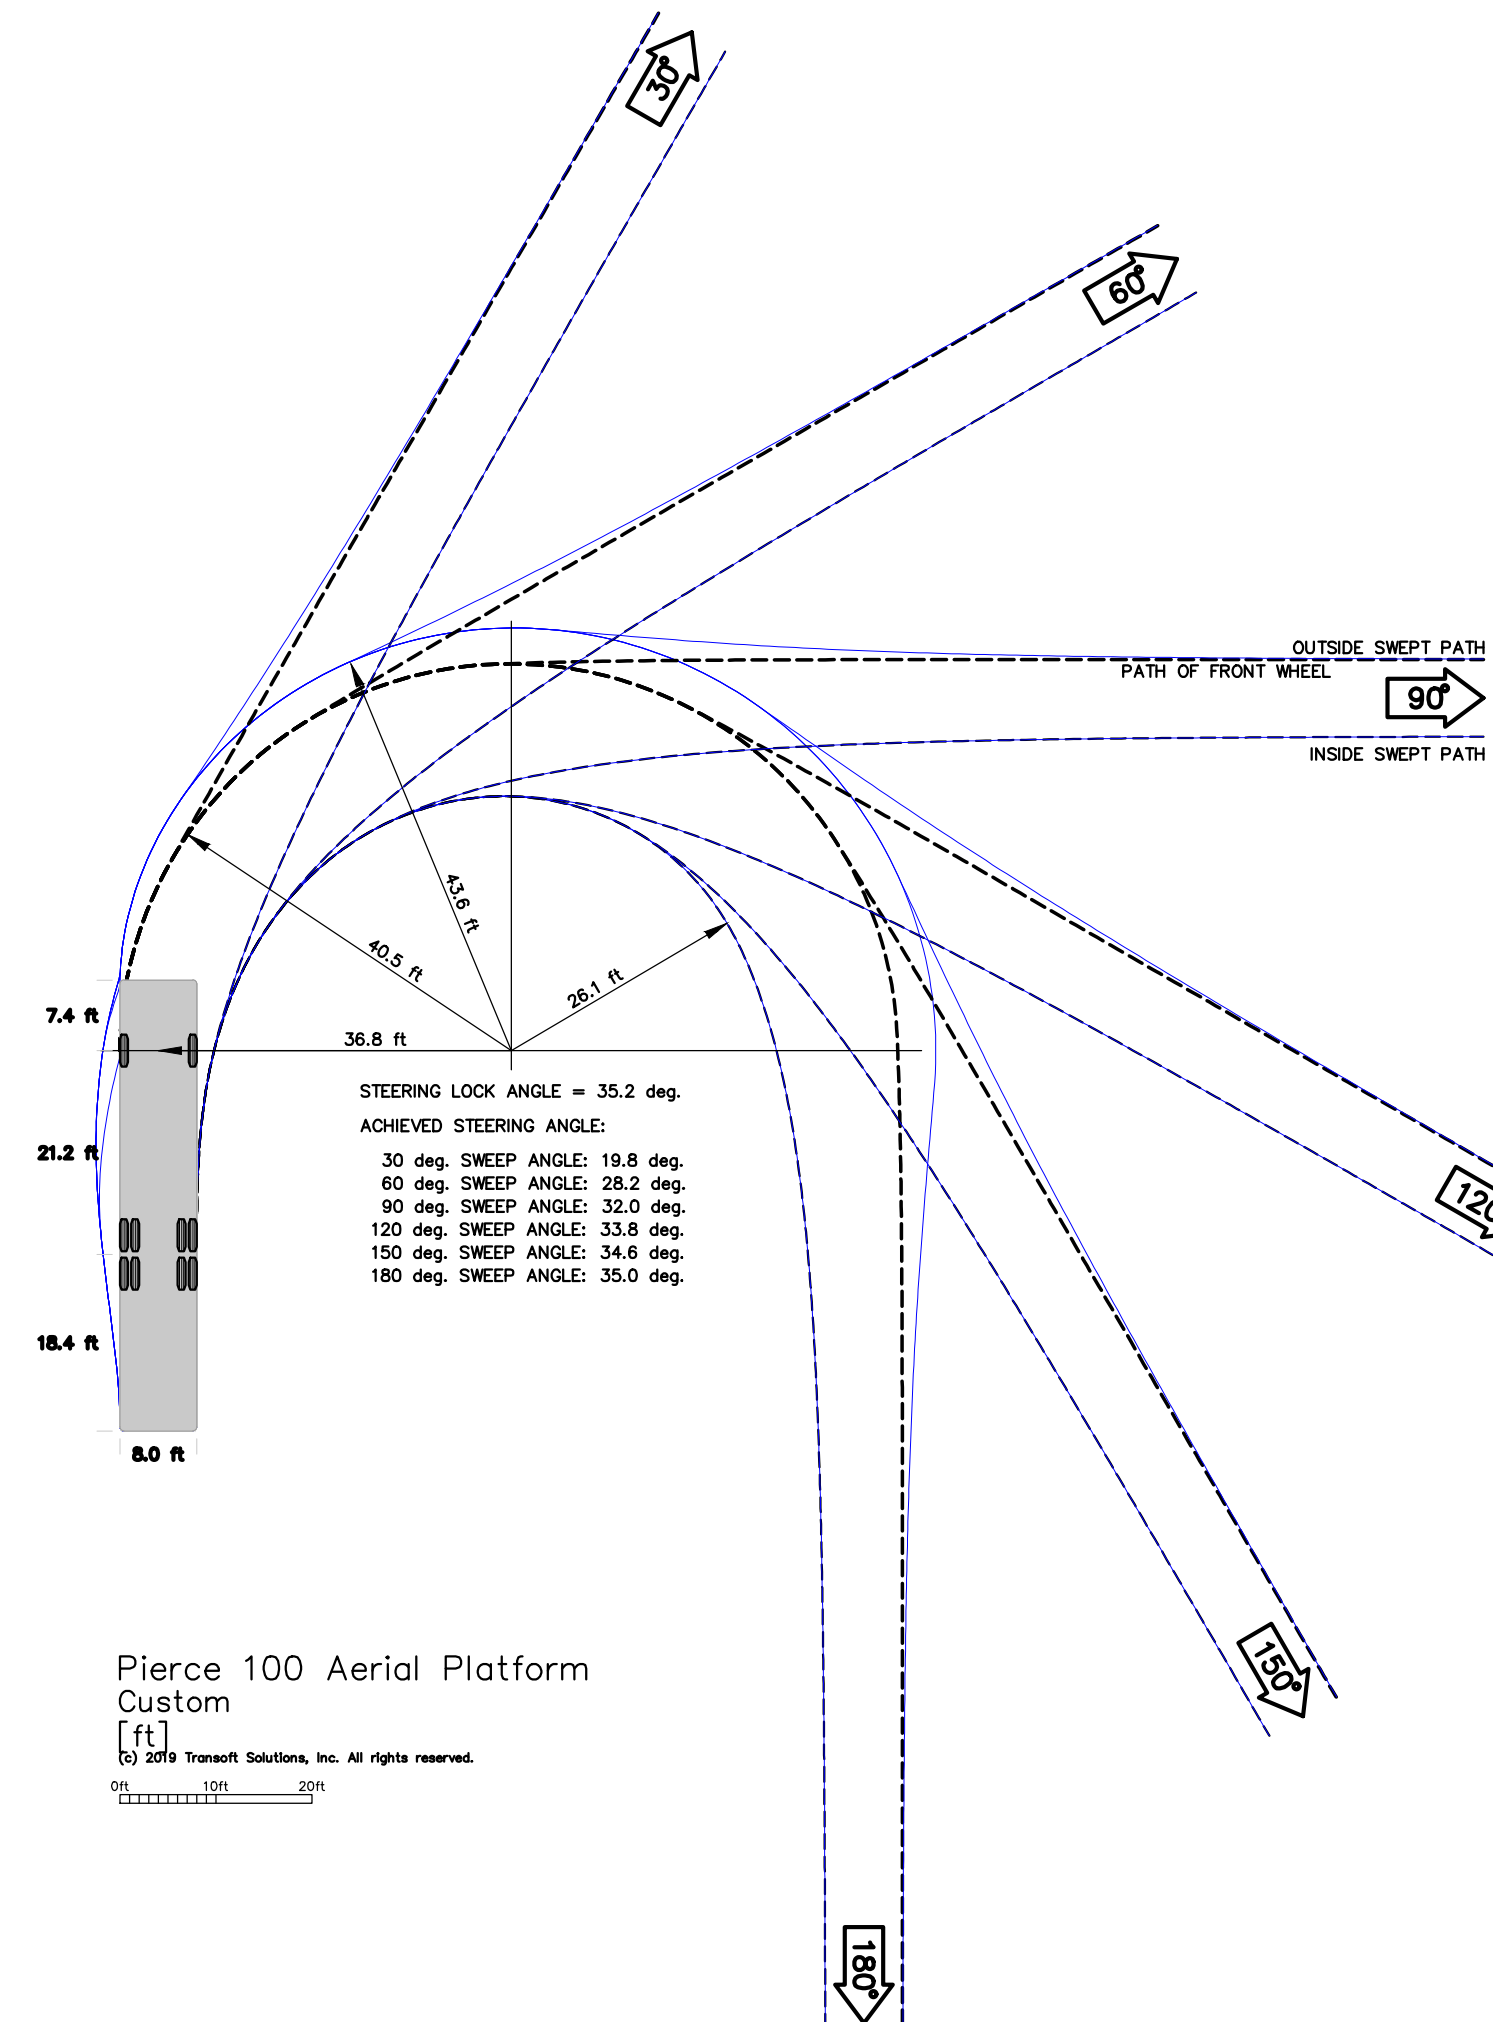 30°
60°
OUTSIDE SWEPT PATH
PATH OF FRONT WHEEL
90°
INSIDE SWEPT PATH
43.6 ft
40.5 ft
26.1 ft
7.4 ft
36.8 ft
STEERING LOCK ANGLE = 35.2 deg.
ACHIEVED STEERING ANGLE:
21.2 ft
30 deg. SWEEP ANGLE: 19.8 deg.
60 deg. SWEEP ANGLE: 28.2 deg.
90 deg. SWEEP ANGLE: 32.0 deg.
120 deg. SWEEP ANGLE: 33.8 deg.
150 deg. SWEEP ANGLE: 34.6 deg.
180 deg. SWEEP ANGLE: 35.0 deg.
120
18.4 ft
8.0 ft
150°
Pierce 100 Aerial Platform
Custom
[ft]
(c) 2019 Transoft Solutions, Inc. All rights reserved.
0ft 10ft 20ft
180°